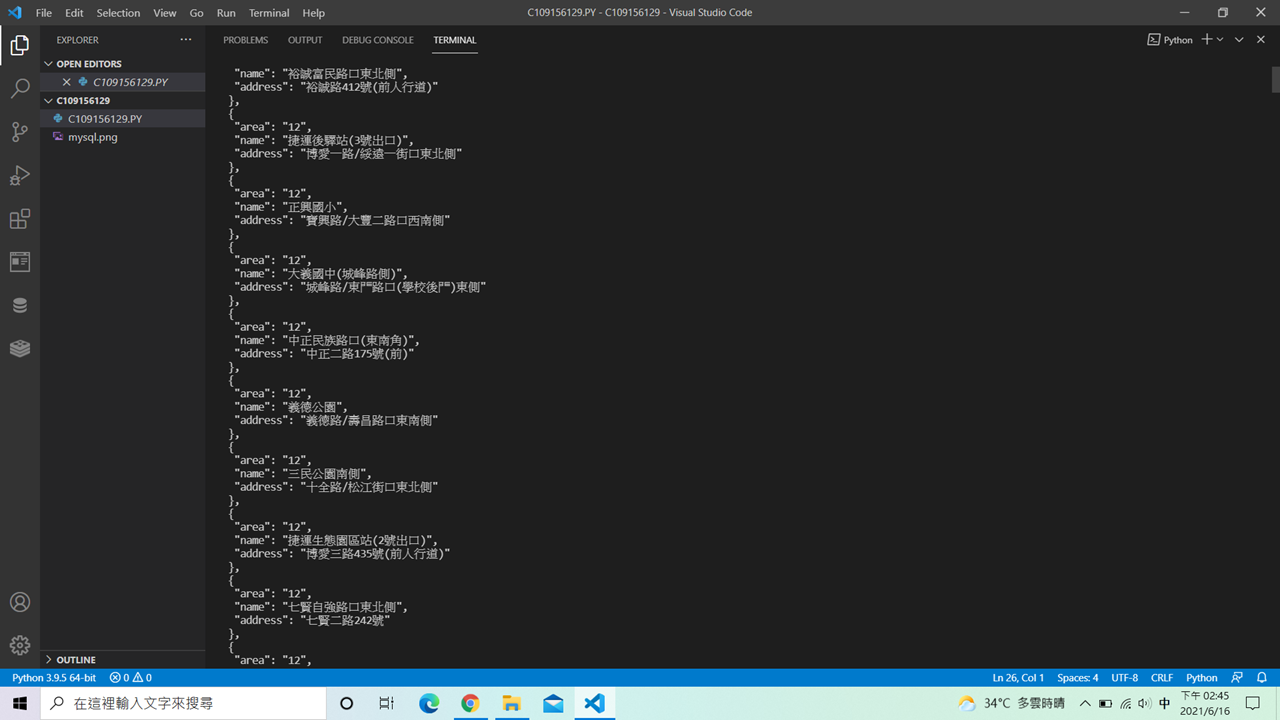 File Edit Selection View Go Run Terminal Help C109156129.PY - C109156129 - Visual Studio Code
EXPLORER ... PROBLEMS OUTPUT DEBUG CONSOLE TERMINAL Python
OPEN EDITORS
C109156129.PY
C109156129
C109156129.PY
mysql.png
"name": "裕誠富民路口東北側",
"address": "裕誠路412號(前人行道)"
},
{
"area": "12",
"name": "捷運後驛站(3號出口)",
"address": "博愛一路/綏遠一街口東北側"
},
{
"area": "12",
"name": "正興國小",
"address": "寶興路/大豐二路口西南側"
},
{
"area": "12",
"name": "大義國中(城峰路側)",
"address": "城峰路/東門路口(學校後門)東側"
},
{
"area": "12",
"name": "中正民族路口(東南角)",
"address": "中正二路175號(前)"
},
{
"area": "12",
"name": "義德公園",
"address": "義德路/壽昌路口東南側"
},
{
"area": "12",
"name": "三民公園南側",
"address": "十全路/松江街口東北側"
},
{
"area": "12",
"name": "捷運生態園區站(2號出口)",
"address": "博愛三路435號(前人行道)"
},
{
"area": "12",
"name": "七賢自強路口東北側",
"address": "七賢二路242號"
},
{
"area": "12",
OUTLINE
Python 3.9.5 64-bit 0 0 Ln 26, Col 1 Spaces: 4 UTF-8 CRLF Python
在這裡輸入文字來搜尋 34°C 多雲時晴 中 下午 02:45
2021/6/16